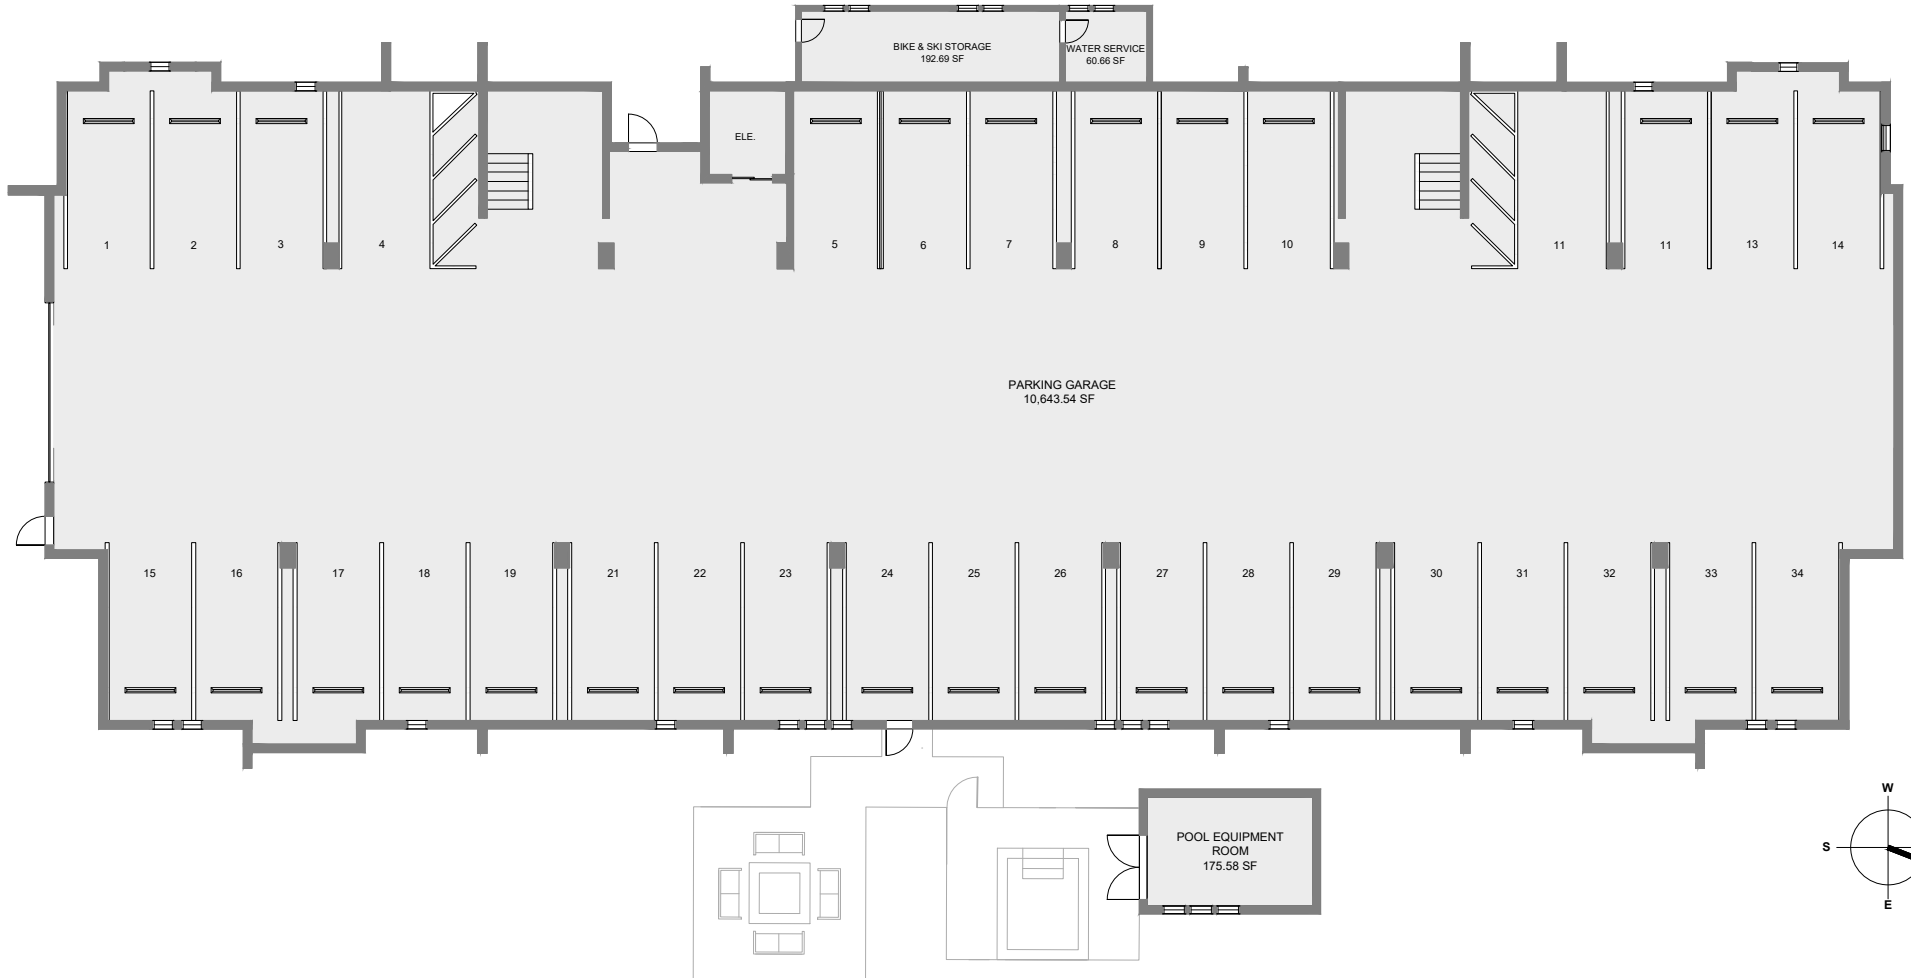 BIKE & SKI STORAGE
192.69 SF
WATER SERVICE
60.66 SF
ELE.
1 2 3 4 5 6 7 8 9 10 11 11 13 14
PARKING GARAGE
10,643.54 SF
15 16 17 18 19 21 22 23 24 25 26 27 28 29 30 31 32 33 34
POOL EQUIPMENT
ROOM
175.58 SF
W
S
E